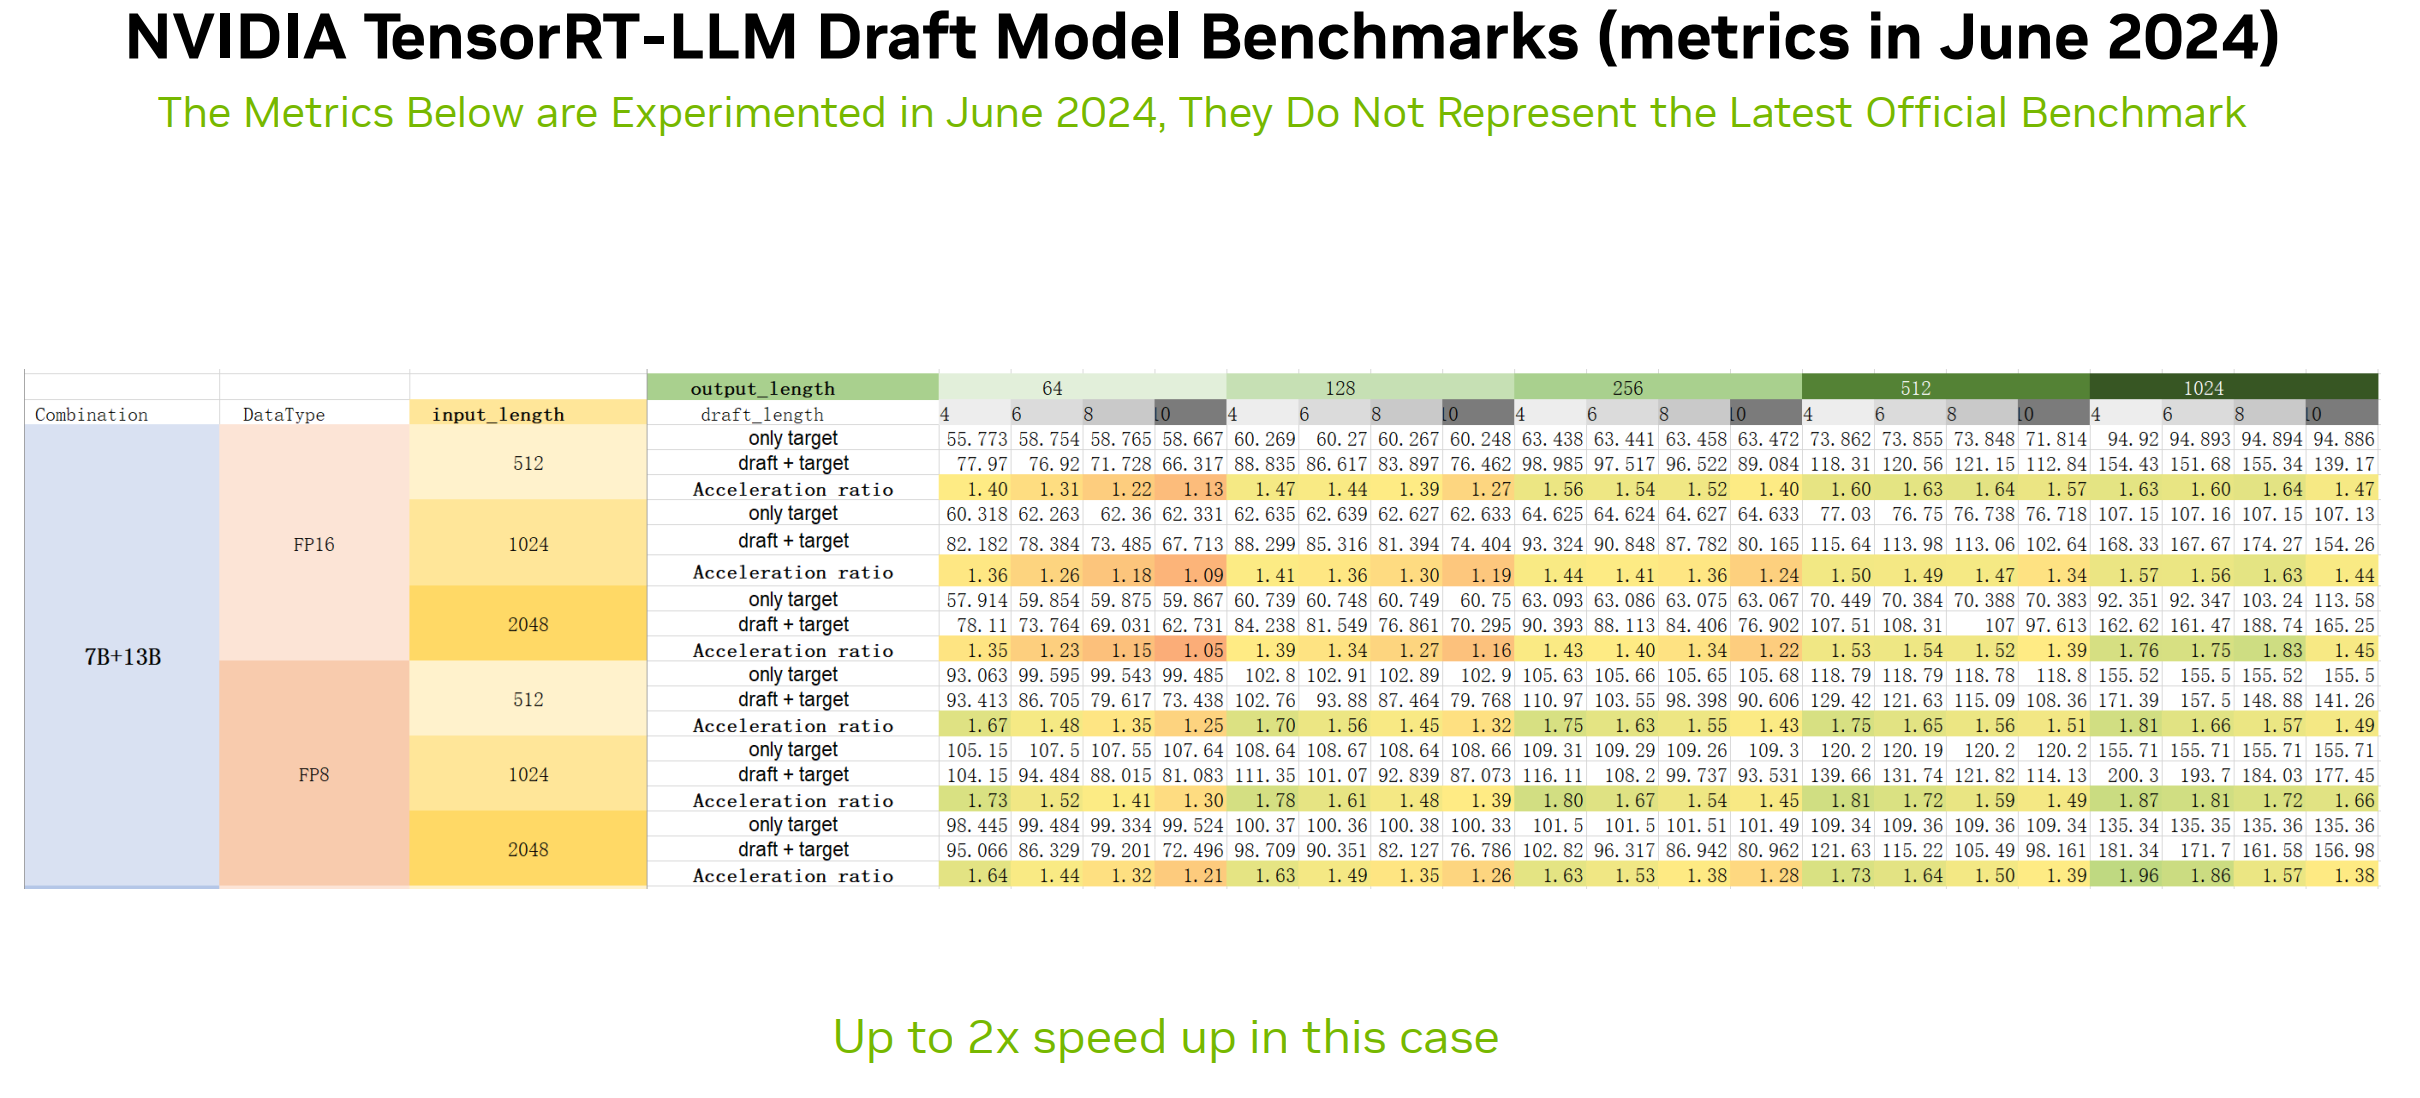 NVIDIA TensorRT-LLM Draft Model Benchmarks (metrics in June 2024)
The Metrics Below are Experimented in June 2024, They Do Not Represent the Latest Official Benchmark
output_length 64 128 256 512 1024
Combination DataType input_length draft_length 4 6 8 10 4 6 8 10 4 6 8 10 4 6 8 10 4 6 8 10
only target 55.773 58.754 58.765 58.667 60.269 60.27 60.267 60.248 63.438 63.441 63.458 63.472 73.862 73.855 73.848 71.814 94.92 94.893 94.894 94.886
512 draft + target 77.97 76.92 71.728 66.317 88.835 86.617 83.897 76.462 98.985 97.517 96.522 89.084 118.31 120.56 121.15 112.84 154.43 151.68 155.34 139.17
Acceleration ratio 1.40 1.31 1.22 1.13 1.47 1.44 1.39 1.27 1.56 1.54 1.52 1.40 1.60 1.63 1.64 1.57 1.63 1.60 1.64 1.47
only target 60.318 62.263 62.36 62.331 62.635 62.639 62.627 62.633 64.625 64.624 64.627 64.633 77.03 76.75 76.738 76.718 107.15 107.16 107.15 107.13
FP16 1024 draft + target 82.182 78.384 73.485 67.713 88.299 85.316 81.394 74.404 93.324 90.848 87.782 80.165 115.64 113.98 113.06 102.64 168.33 167.67 174.27 154.26
Acceleration ratio 1.36 1.26 1.18 1.09 1.41 1.36 1.30 1.19 1.44 1.41 1.36 1.24 1.50 1.49 1.47 1.34 1.57 1.56 1.63 1.44
only target 57.914 59.854 59.875 59.867 60.739 60.748 60.749 60.75 63.093 63.086 63.075 63.067 70.449 70.384 70.388 70.383 92.351 92.347 103.24 113.58
2048 draft + target 78.11 73.764 69.031 62.731 84.238 81.549 76.861 70.295 90.393 88.113 84.406 76.902 107.51 108.31 107 97.613 162.62 161.47 188.74 165.25
7B+13B Acceleration ratio 1.35 1.23 1.15 1.05 1.39 1.34 1.27 1.16 1.43 1.40 1.34 1.22 1.53 1.54 1.52 1.39 1.76 1.75 1.83 1.45
only target 93.063 99.595 99.543 99.485 102.8 102.91 102.89 102.9 105.63 105.66 105.65 105.68 118.79 118.79 118.78 118.8 155.52 155.5 155.52 155.5
512 draft + target 93.413 86.705 79.617 73.438 102.76 93.88 87.464 79.768 110.97 103.55 98.398 90.606 129.42 121.63 115.09 108.36 171.39 157.5 148.88 141.26
Acceleration ratio 1.67 1.48 1.35 1.25 1.70 1.56 1.45 1.32 1.75 1.63 1.55 1.43 1.75 1.65 1.56 1.51 1.81 1.66 1.57 1.49
only target 105.15 107.5 107.55 107.64 108.64 108.67 108.64 108.66 109.31 109.29 109.26 109.3 120.2 120.19 120.2 120.2 155.71 155.71 155.71 155.71
FP8 1024 draft + target 104.15 94.484 88.015 81.083 111.35 101.07 92.839 87.073 116.11 108.2 99.737 93.531 139.66 131.74 121.82 114.13 200.3 193.7 184.03 177.45
Acceleration ratio 1.73 1.52 1.41 1.30 1.78 1.61 1.48 1.39 1.80 1.67 1.54 1.45 1.81 1.72 1.59 1.49 1.87 1.81 1.72 1.66
only target 98.445 99.484 99.334 99.524 100.37 100.36 100.38 100.33 101.5 101.5 101.51 101.49 109.34 109.36 109.36 109.34 135.34 135.35 135.36 135.36
2048 draft + target 95.066 86.329 79.201 72.496 98.709 90.351 82.127 76.786 102.82 96.317 86.942 80.962 121.63 115.22 105.49 98.161 181.34 171.7 161.58 156.98
Acceleration ratio 1.64 1.44 1.32 1.21 1.63 1.49 1.35 1.26 1.63 1.53 1.38 1.28 1.73 1.64 1.50 1.39 1.96 1.86 1.57 1.38
Up to 2x speed up in this case